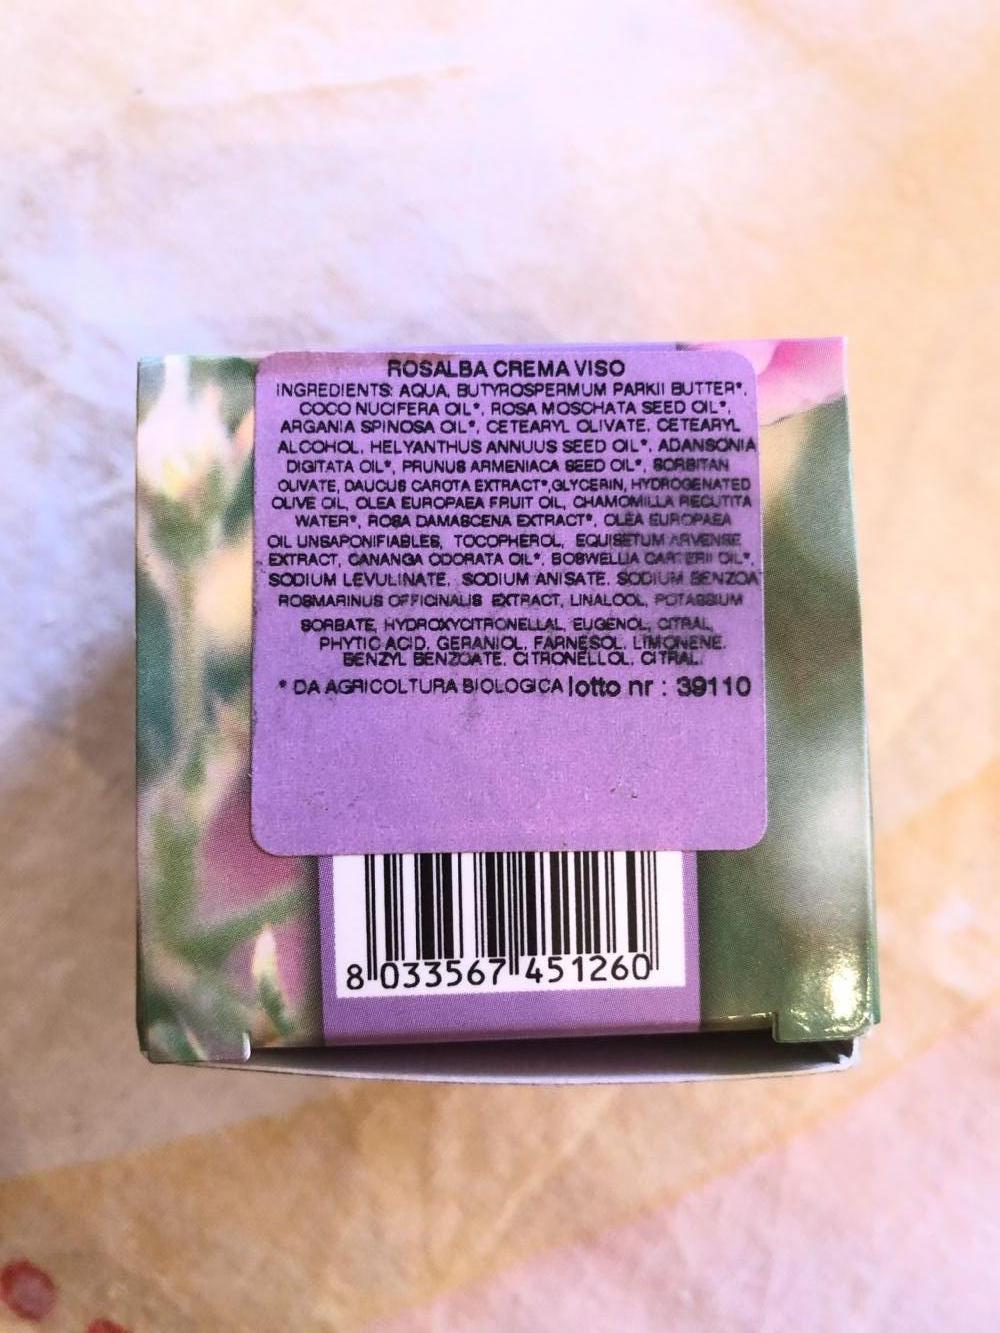 ROSALBA CREMA VISO
INGREDIENTS: AQUA, BUTYROSPERMUM PARKII BUTTER*,
COCO NUCIFERA OIL*, ROSA MOSCHATA SEED OIL*,
ARGANIA SPINOSA OIL*, CETEARYL OLIVATE, CETEARYL
ALCOHOL, HELYANTHUS ANNUUS SEED OIL*, ADANSONIA
DIGITATA OIL*, PRUNUS ARMENIACA SEED OIL*, SORBITAN
OLIVATE, DAUCUS CAROTA EXTRACT*,GLYCERIN, HYDROGENATED
OLIVE OIL, OLEA EUROPAEA FRUIT OIL, CHAMOMILLA RECUTITA
WATER*, ROSA DAMASCENA EXTRACT*, OLEA EUROPAEA
OIL UNSAPONIFIABLES, TOCOPHEROL, EQUISETUM ARVENSE
EXTRACT, CANANGA ODORATA OIL*, BOSWELLIA CARTERII OIL*,
SODIUM LEVULINATE, SODIUM ANISATE, SODIUM BENZOA
ROSMARINUS OFFICINALIS EXTRACT, LINALOOL, POTASSIUM
SORBATE, HYDROXYCITRONELLAL, EUGENOL, CITRAL,
PHYTIC ACID, GERANIOL, FARNESOL, LIMONENE,
BENZYL BENZOATE, CITRONELLOL, CITRAL.
* DA AGRICOLTURA BIOLOGICA lotto nr : 39110
8 033567 451260